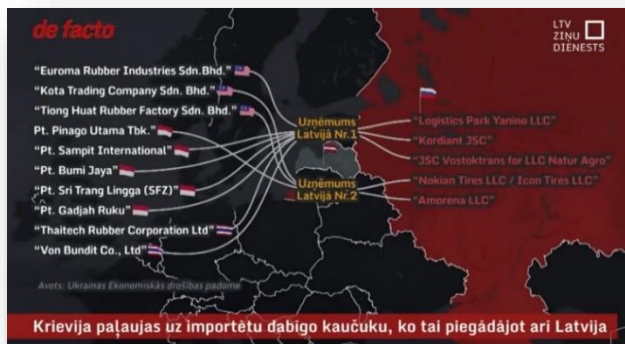 de facto
LTV
ZIŅU
DIENESTS
"Euroma Rubber Industries Sdn.Bhd."
"Kota Trading Company Sdn. Bhd."
"Tiong Huat Rubber Factory Sdn. Bhd."
Pt. Pinago Utama Tbk."
"Pt. Sampit International"
"Pt. Bumi Jaya"
"Pt. Sri Trang Lingga (SFZ)"
"Pt. Gadjah Ruku"
"Thaitech Rubber Corporation Ltd"
"Von Bundit Co., Ltd"
Uzņēmums
Latvijā Nr.1
Uzņēmums
Latvijā Nr.2
"Logistics Park Yanino LLC"
"Kordiant JSC"
"JSC Vostoktrans for LLC Natur Agro"
"Nokian Tires LLC / Icon Tires LLC"
"Amorena LLC"
Avots: Ukrainas Ekonomiskās drošības padome
Krievija paļaujas uz importētu dabīgo kaučuku, ko tai piegādājot arī Latvija